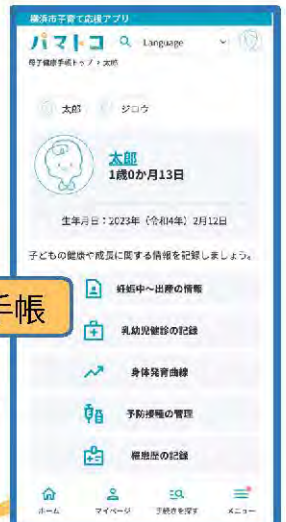 横浜市子育て応援アプリ
パマトコ Language
母子健康手帳トップ > 太郎
太郎 ジロウ
太郎
1歳0か月13日
生年月日：2023年（令和4年）2月12日
子どもの健康や成長に関する情報を記録しましょう。
手帳
妊娠中～出産の情報
乳幼児健診の記録
身体発育曲線
予防接種の管理
罹患歴の記録
ホーム マイページ 手続きを探す メニュー